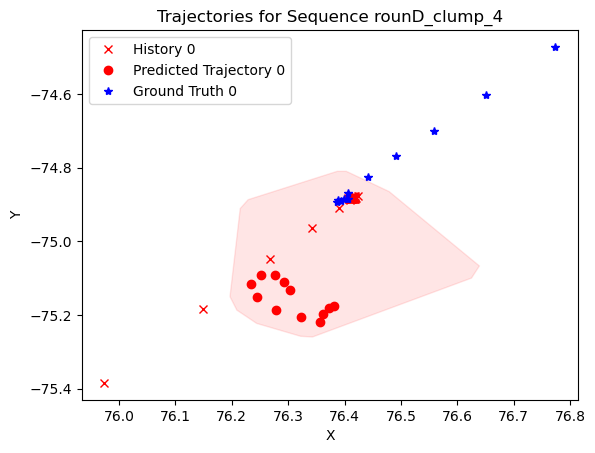 Trajectories for Sequence rounD_clump_4
History 0
Predicted Trajectory 0
Ground Truth 0
Y
−74.6
−74.8
−75.0
−75.2
−75.4
76.0 76.1 76.2 76.3 76.4 76.5 76.6 76.7 76.8
X